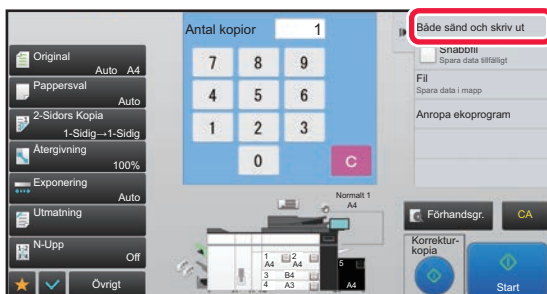 Original
Auto A4
Pappersval
Auto
2-Sidors Kopia
1-Sidig→1-Sidig
Återgivning
100%
Exponering
Auto
Utmatning
N-Upp
Off
Övrigt
Antal kopior 1
7 8 9
4 5 6
1 2 3
0 C
Normalt 1
A4
1 A4
2 A4
3 B4
4 A3
5 A4
Både sänd och skriv ut
Snabbfil
Spara data tillfälligt
Fil
Spara data i mapp
Anropa ekoprogram
Förhandsgr.
CA
Korrektur-
kopia
Start